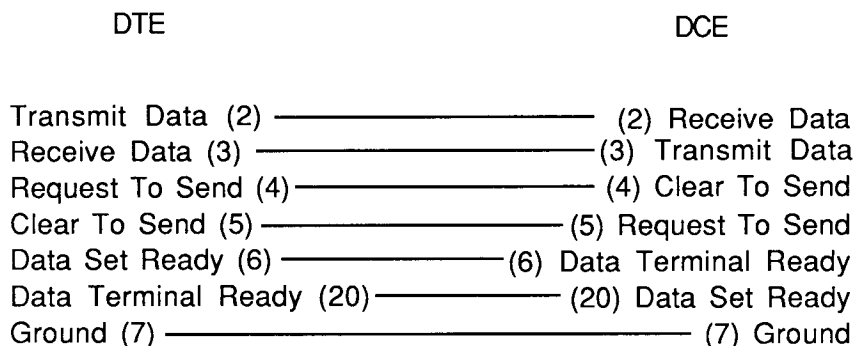 DTE DCE
Transmit Data (2) (2) Receive Data
Receive Data (3) (3) Transmit Data
Request To Send (4) (4) Clear To Send
Clear To Send (5) (5) Request To Send
Data Set Ready (6) (6) Data Terminal Ready
Data Terminal Ready (20) (20) Data Set Ready
Ground (7) (7) Ground